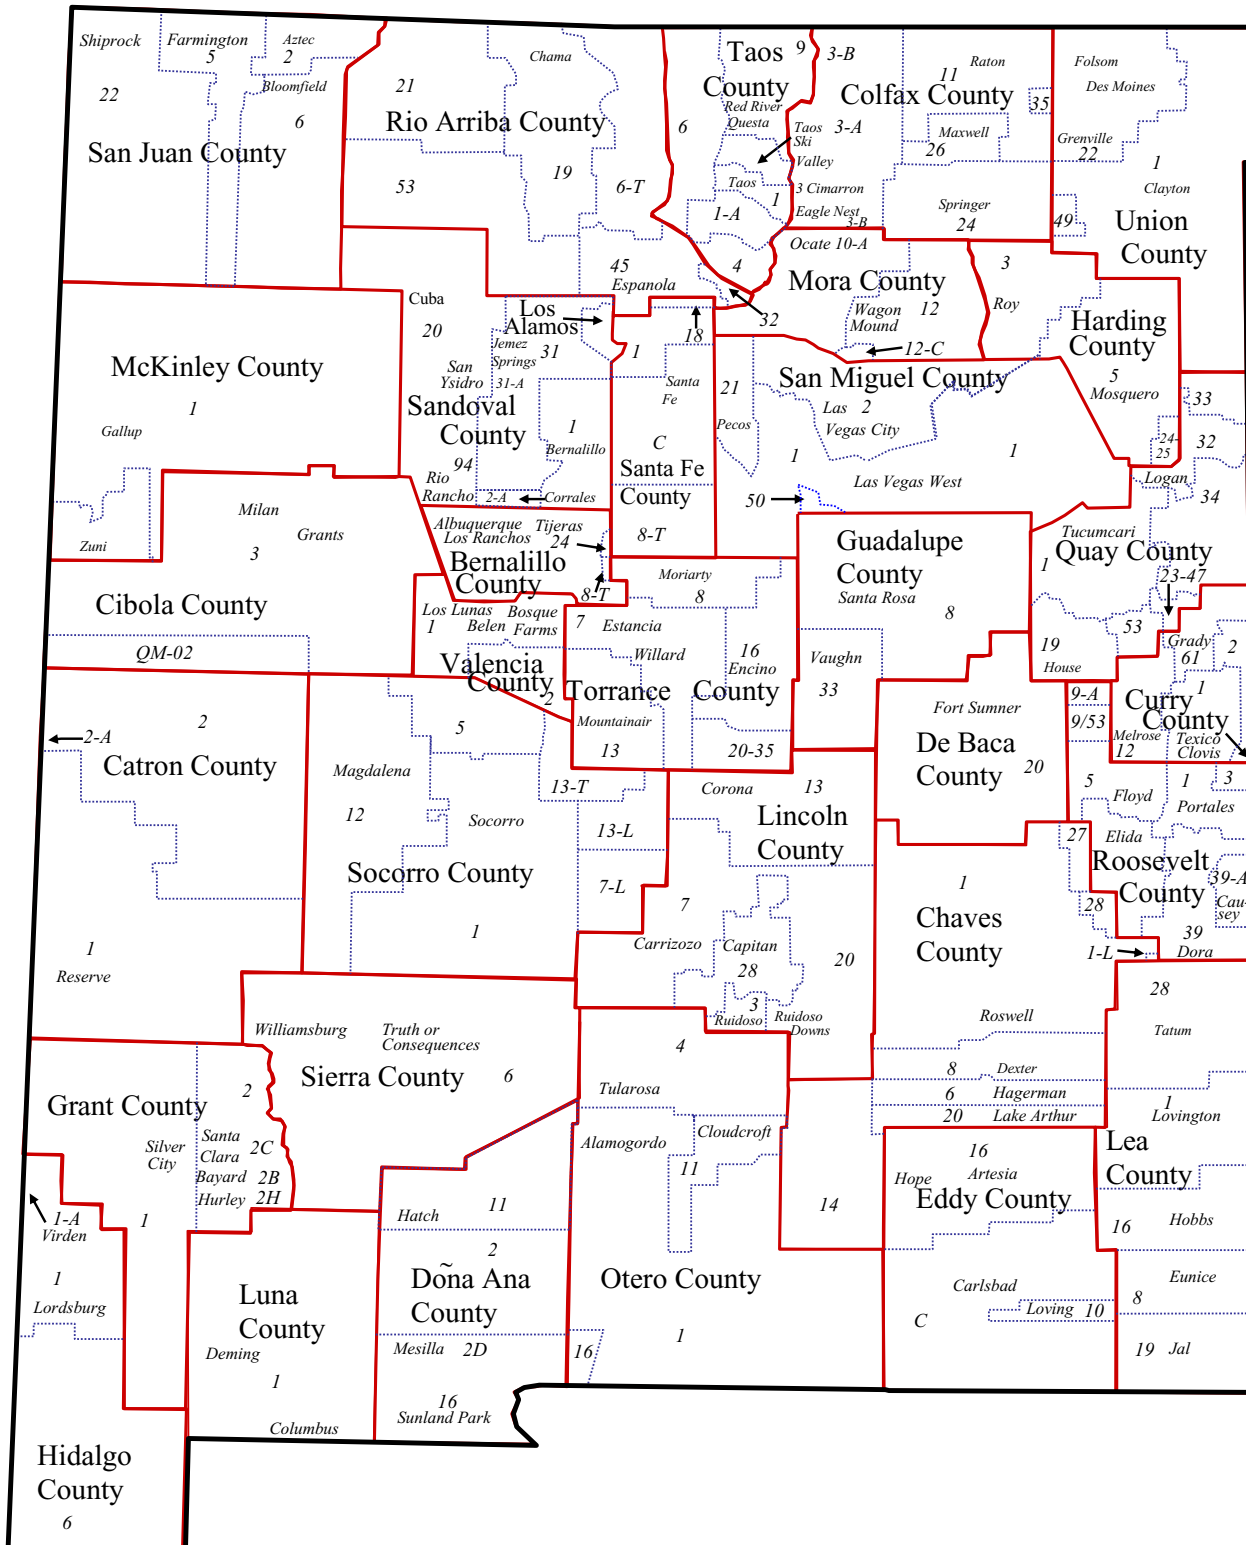 Shiprock
Farmington
5
Aztec
2
Bloomfield
22
6
San Juan County
21
Chama
Rio Arriba County
53
19
6-T
45
Espanola
6
Taos
County
9
Red River
Questa
Taos
Ski
Valley
Taos
1
1-A
4
32
3-B
11
Raton
Colfax County
35
3-A
Maxwell
26
3 Cimarron
Eagle Nest
3-B
Springer
24
Folsom
Des Moines
Grenville
22
1
Clayton
49
Union
County
Ocate 10-A
Mora County
Wagon
Mound
12
12-C
3
Roy
Harding
County
5
Mosquero
McKinley County
1
Gallup
Zuni
Cuba
20
Los
Alamos
Jemez
Springs
31
San
Ysidro
31-A
Sandoval
County
1
Bernalillo
94
Rio
Rancho
2-A
Corrales
18
1
Santa
Fe
C
Santa Fe
County
8-T
21
Pecos
San Miguel County
Las 2
Vegas City
1
1
Las Vegas West
50
33
24-
25
32
Logan
34
Tucumcari
Quay County
1
23-47
53
19
House
Milan
Grants
3
Cibola County
QM-02
Albuquerque
Tijeras
Los Ranchos
24
Bernalillo
County
8-T
Los Lunas
1
Bosque
Farms
Belen
Valencia
County
2
Moriarty
8
7
Estancia
Willard
16
Encino
Torrance County
Mountainair
13
20-35
Guadalupe
County
Santa Rosa
8
Vaughn
33
Grady
61
2
1
Curry
County
9-A
9/53
Melrose
12
Texico
Clovis
Fort Sumner
De Baca
County
20
2
2-A
Catron County
1
Reserve
5
Magdalena
12
Socorro
13-T
13-L
Socorro County
7-L
1
Corona
13
Lincoln
County
7
Carrizozo
Capitan
28
20
3
Ruidoso
Ruidoso
Downs
5
1
3
Floyd
Portales
27
Elida
Roosevelt
County
39-A
Cau-
sey
28
39
Dora
1-L
1
Chaves
County
Roswell
8
Dexter
6
Hagerman
20
Lake Arthur
28
Tatum
1
Lovington
Lea
County
16
Hobbs
Eunice
8
19
Jal
Williamsburg
Truth or
Consequences
Sierra County
6
2
Grant County
Silver
City
Santa
Clara
2C
Bayard
2B
Hurley
2H
1
1-A
Virden
1
Lordsburg
Hidalgo
County
6
Luna
County
Deming
1
Columbus
11
Hatch
2
Doña Ana
County
Mesilla
2D
16
Sunland Park
4
Tularosa
Alamogordo
Cloudcroft
11
14
Otero County
1
16
16
Hope
Artesia
Eddy County
Carlsbad
Loving
10
C